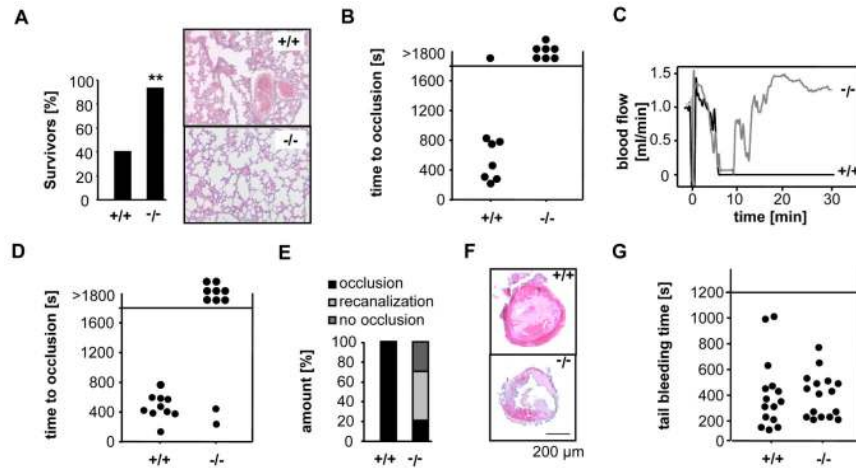 A
Survivors [%]
100
80
60
40
20
0
**
+/+ -/-
+/+
-/-
B
time to occlusion [s]
>1800
1600
1200
800
400
0
+/+ -/-
C
blood flow
[ml/min]
1.5
1.0
0.5
0
-/-
+/+
0 10 20 30
time [min]
D
time to occlusion [s]
>1800
1600
1200
800
400
0
+/+ -/-
E
occlusion
recanalization
no occlusion
amount [%]
100
80
60
40
20
0
+/+ -/-
F
+/+
-/-
200 µm
G
tail bleeding time [s]
1200
1000
800
600
400
200
0
+/+ -/-